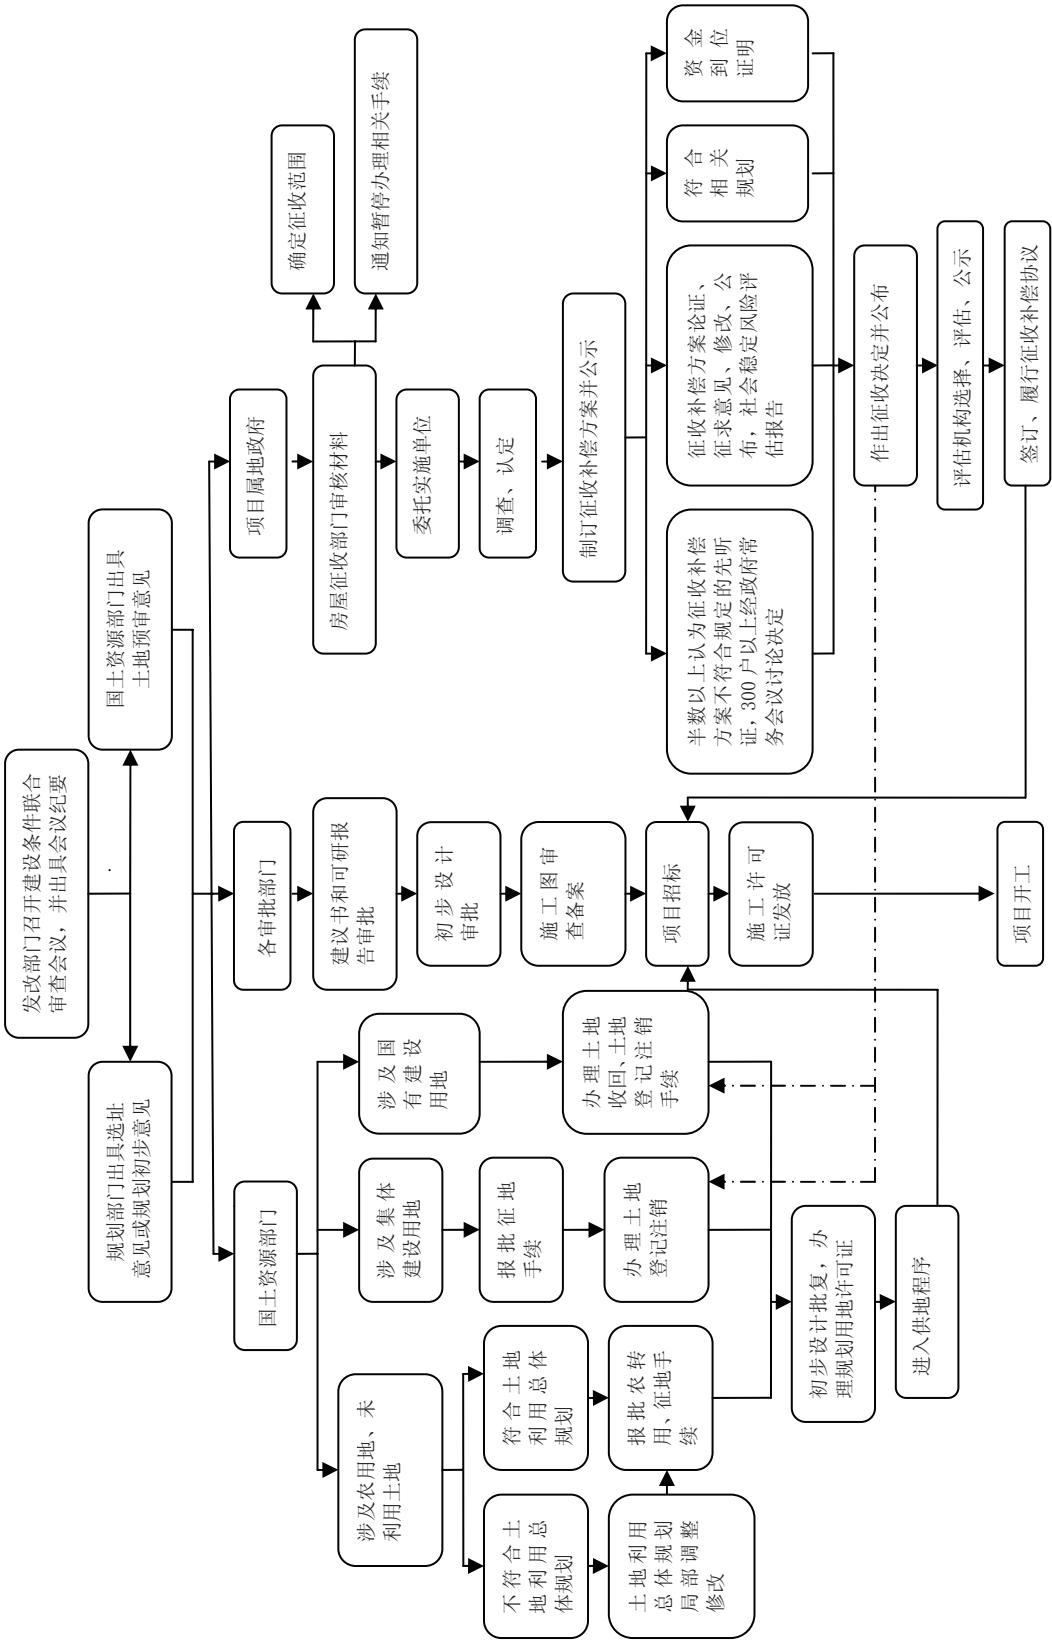 发改部门召开建设条件联合
审查会议，并出具会议纪要
规划部门出具选址
意见或规划初步意见
国土资源部门出具
土地预审意见
国土资源部门
各审批部门
项目属地政府
涉及农用地、未
利用土地
涉及集体
建设用地
涉及国
有建设
用地
不符合土
地利用总
体规划
符合土地
利用总体
规划
报批征地
手续
土地利用
总体规划
局部调整
修改
报批农转
用、征地手
续
办理土地
登记注销
办理土地
收回、土地
登记注销
手续
初步设计批复，办
理规划用地许可证
进入供地程序
建议书和可研报
告审批
初步设计
审批
施工图审
查备案
项目招标
施工许可
证发放
项目开工
房屋征收部门审核材料
确定征收范围
通知暂停办理相关手续
委托实施单位
调查、认定
制订征收补偿方案并公示
半数以上认为征收补偿
方案不符合规定的先听
证，300户以上经政府常
务会议讨论决定
征收补偿方案论证、
征求意见、修改、公
布，社会稳定风险评
估报告
符合
相关
规划
资金
到位
证明
作出征收决定并公布
评估机构选择、评估、公示
签订、履行征收补偿协议